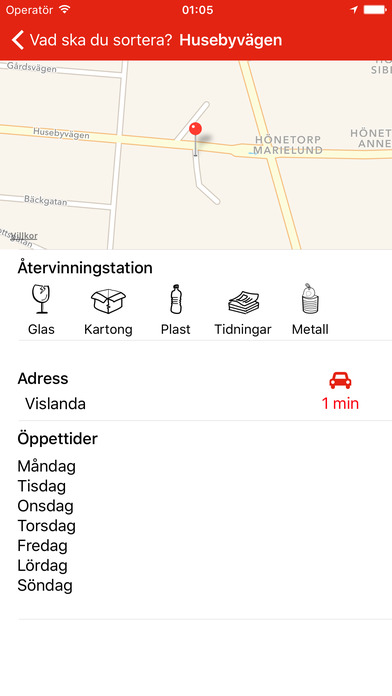 Operatör 01:05
Vad ska du sortera? Husebyvägen
Gårdsvägen
SIB
Husebyvägen
HÖNETORP
MARIELUND
HÖNET
ANNE
Bäckgatan
Villkor
Återvinningstation
Glas Kartong Plast Tidningar Metall
Adress
Vislanda
1 min
Öppettider
Måndag
Tisdag
Onsdag
Torsdag
Fredag
Lördag
Söndag